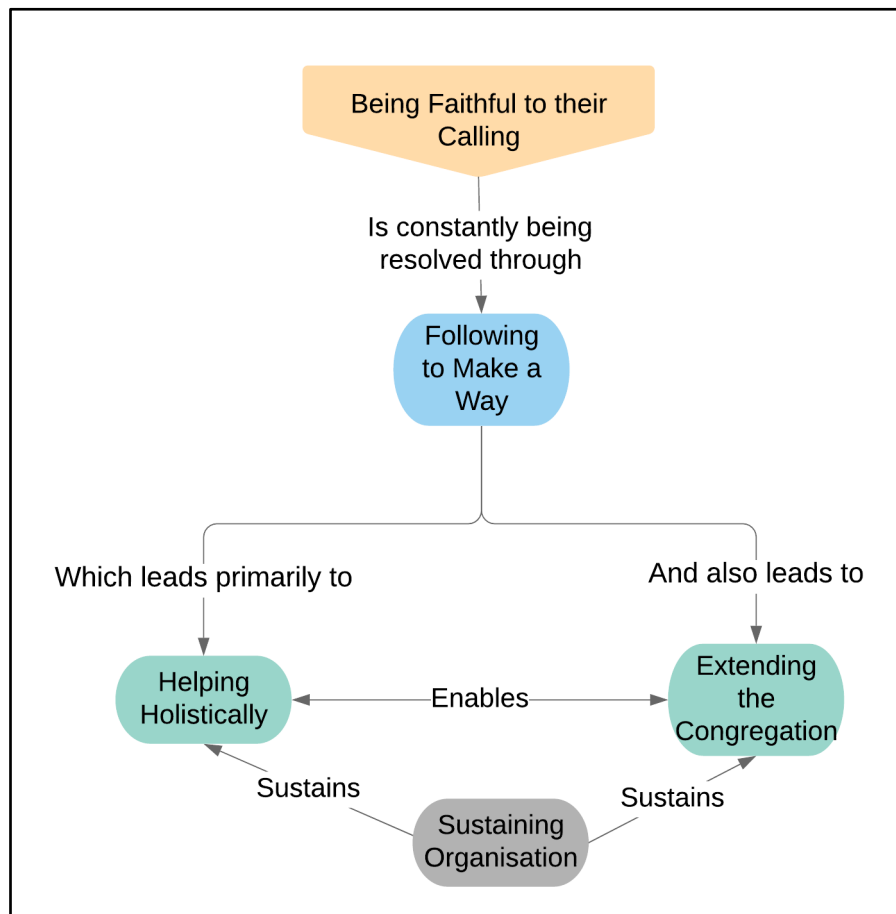 Being Faithful to their
Calling
Is constantly being
resolved through
Following
to Make a
Way
Which leads primarily to
And also leads to
Helping
Holistically
Enables
Extending
the
Congregation
Sustains
Sustains
Sustaining
Organisation